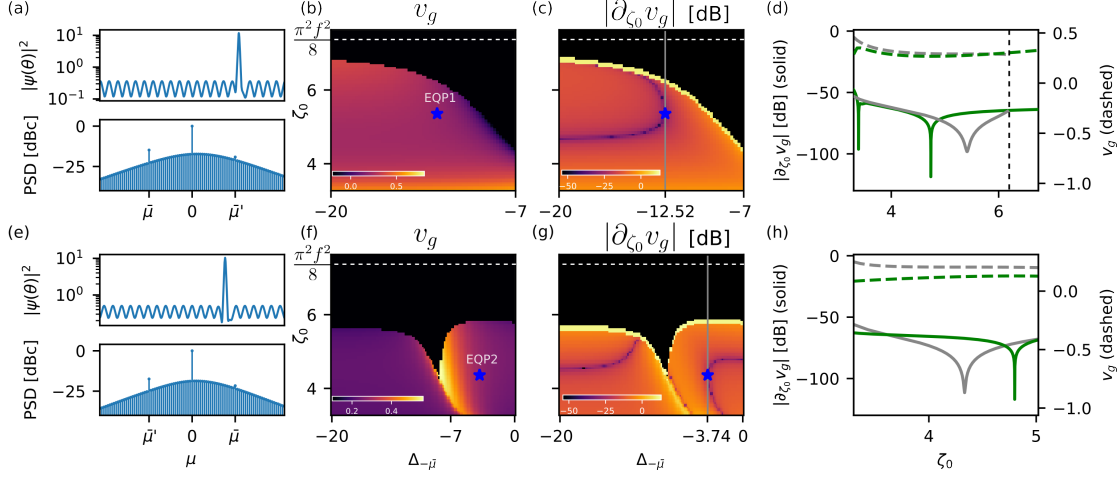 (a)
|ψ(θ)|²
10¹
10⁰
10⁻¹
PSD [dBc]
0
−25
μ̄
0
μ̄'
(b)
v_g
π²f²/8
ζ₀
6
4
EQP1
0.0
0.5
−20
−7
(c)
|∂_ζ₀ v_g| [dB]
6
4
−50
−25
0
−20
−12.52
−7
(d)
|∂_ζ₀ v_g| [dB] (solid)
0
−50
−100
4
6
0.5
0.0
−0.5
−1.0
v_g (dashed)
(e)
|ψ(θ)|²
10¹
10⁰
PSD [dBc]
0
−25
μ̄'
0
μ̄
μ
(f)
v_g
π²f²/8
ζ₀
6
4
EQP2
0.2
0.4
−20
−7
0
Δ₋μ̄
(g)
|∂_ζ₀ v_g| [dB]
6
4
−50
−25
0
−20
−3.74
0
Δ₋μ̄
(h)
|∂_ζ₀ v_g| [dB] (solid)
0
−50
−100
4
5
ζ₀
0.0
−0.5
−1.0
v_g (dashed)